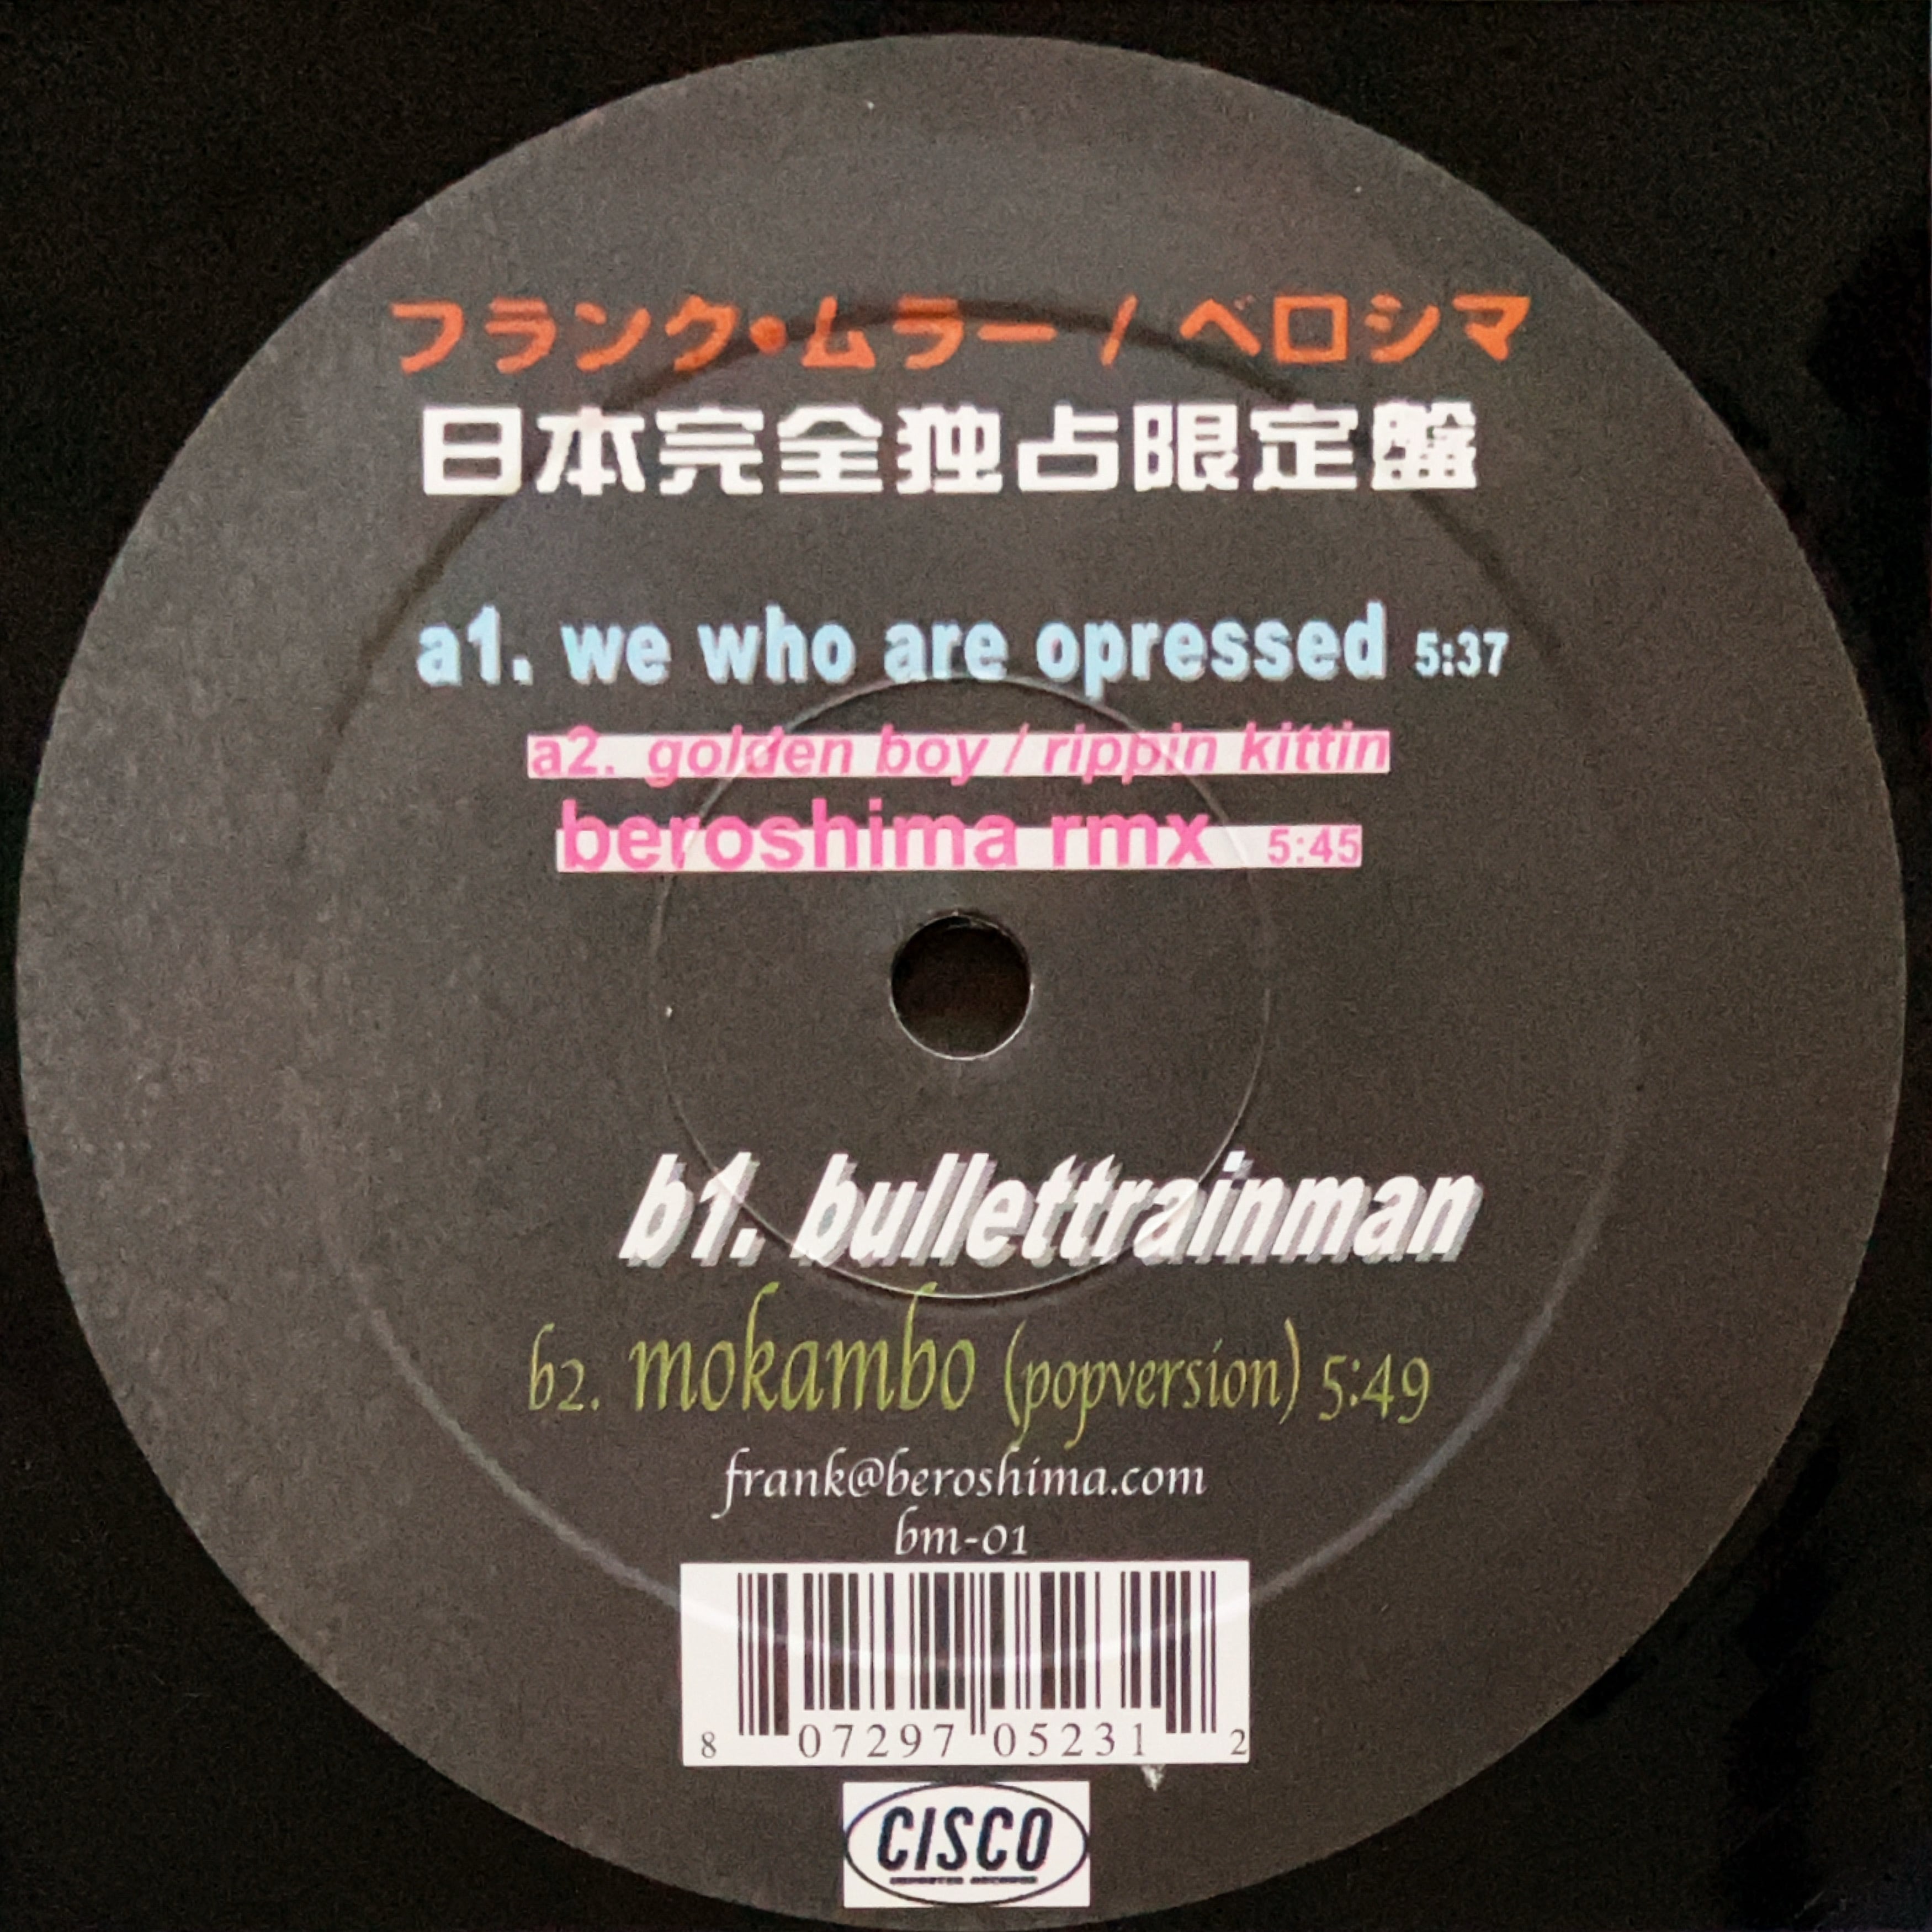 フランク・ムラー / ベロシマ
日本完全独占限定盤
a1. we who are opressed 5:37
a2. golden boy / rippin kittin
beroshima rmx 5:45
b1. bullettrainman
b2. mokambo (popversion) 5:49
frank@beroshima.com
bm-01
8 07297 05231 2
CISCO
IMPORTED RECORDS